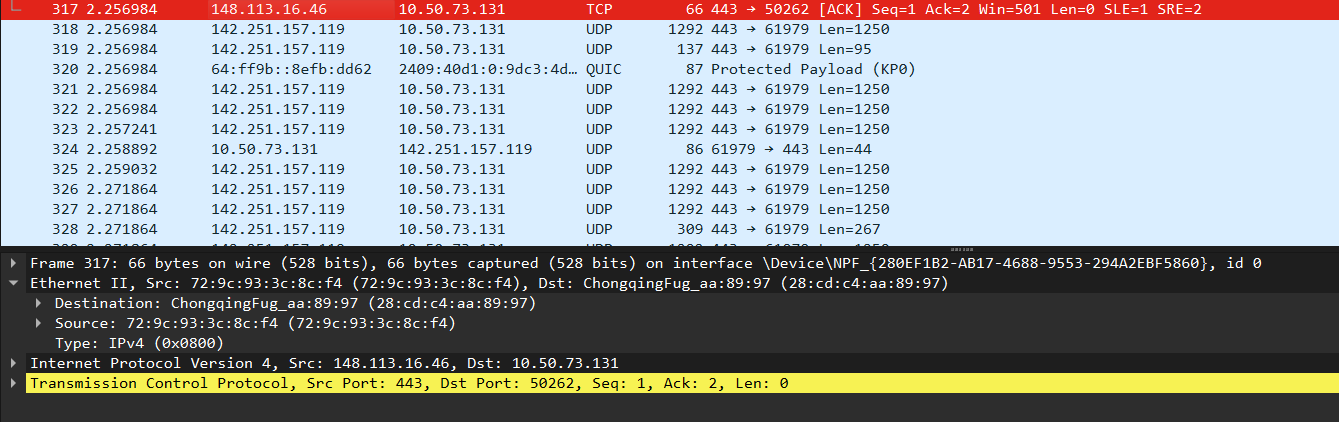 317 2.256984 148.113.16.46 10.50.73.131 TCP 66 443 → 50262 [ACK] Seq=1 Ack=2 Win=501 Len=0 SLE=1 SRE=2
318 2.256984 142.251.157.119 10.50.73.131 UDP 1292 443 → 61979 Len=1250
319 2.256984 142.251.157.119 10.50.73.131 UDP 137 443 → 61979 Len=95
320 2.256984 64:ff9b::8efb:dd62 2409:40d1:0:9dc3:4d… QUIC 87 Protected Payload (KP0)
321 2.256984 142.251.157.119 10.50.73.131 UDP 1292 443 → 61979 Len=1250
322 2.256984 142.251.157.119 10.50.73.131 UDP 1292 443 → 61979 Len=1250
323 2.257241 142.251.157.119 10.50.73.131 UDP 1292 443 → 61979 Len=1250
324 2.258892 10.50.73.131 142.251.157.119 UDP 86 61979 → 443 Len=44
325 2.259032 142.251.157.119 10.50.73.131 UDP 1292 443 → 61979 Len=1250
326 2.271864 142.251.157.119 10.50.73.131 UDP 1292 443 → 61979 Len=1250
327 2.271864 142.251.157.119 10.50.73.131 UDP 1292 443 → 61979 Len=1250
328 2.271864 142.251.157.119 10.50.73.131 UDP 309 443 → 61979 Len=267
Frame 317: 66 bytes on wire (528 bits), 66 bytes captured (528 bits) on interface \Device\NPF_{280EF1B2-AB17-4688-9553-294A2EBF5860}, id 0
Ethernet II, Src: 72:9c:93:3c:8c:f4 (72:9c:93:3c:8c:f4), Dst: ChongqingFug_aa:89:97 (28:cd:c4:aa:89:97)
Destination: ChongqingFug_aa:89:97 (28:cd:c4:aa:89:97)
Source: 72:9c:93:3c:8c:f4 (72:9c:93:3c:8c:f4)
Type: IPv4 (0x0800)
Internet Protocol Version 4, Src: 148.113.16.46, Dst: 10.50.73.131
Transmission Control Protocol, Src Port: 443, Dst Port: 50262, Seq: 1, Ack: 2, Len: 0